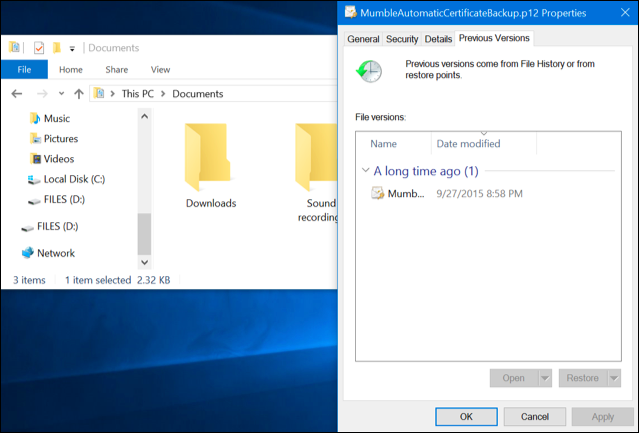 Documents
File
Home
Share
View
This PC
Documents
Music
Pictures
Videos
Local Disk (C:)
FILES (D:)
FILES (D:)
Network
Downloads
Sound
recording
3 items
1 item selected 2.32 KB
MumbleAutomaticCertificateBackup.p12 Properties
General
Security
Details
Previous Versions
Previous versions come from File History or from
restore points.
File versions:
Name
Date modified
A long time ago (1)
Mumb...
9/27/2015 8:58 PM
Open
Restore
OK
Cancel
Apply